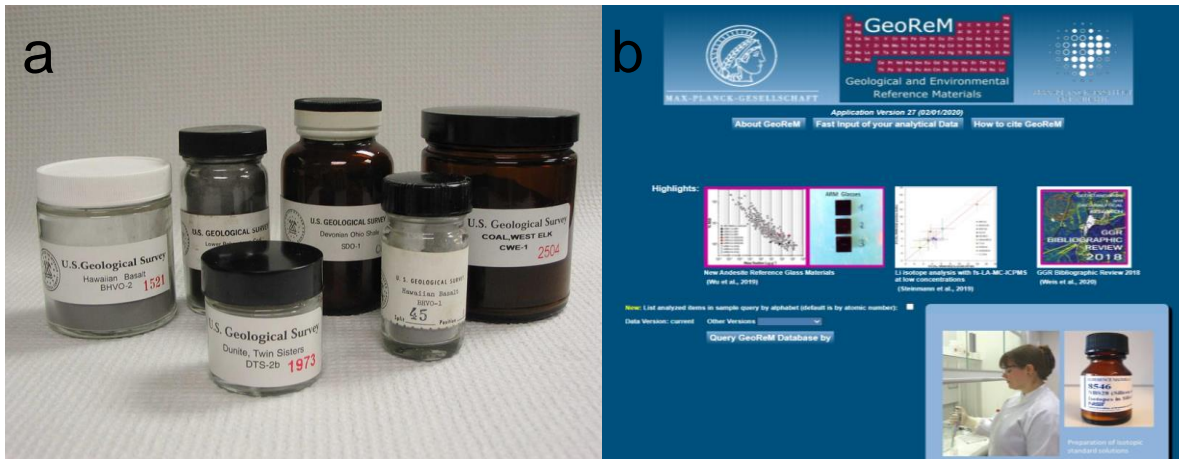 a
U.S.Geological Survey
Hawaiian Basalt
BHVO-2 1521
U.S. GEOLOGICAL SURVEY
Lower
U.S. GEOLOGICAL SURVEY
Devonian Ohio Shale
SDO-1
U.S. Geological Survey
COAL,WEST ELK
CWE-1
2504
U.S. Geological Survey
Dunite, Twin Sisters
DTS-2b 1973
U.S. GEOLOGICAL SURVEY
Hawaiian Basalt
BHVO-1
Split 45 Position
b
MAX-PLANCK-GESELLSCHAFT
GeoReM
Geological and Environmental
Reference Materials
Application Version 27 (02/01/2020)
About GeoReM
Fast Input of your analytical Data
How to cite GeoReM
Highlights:
ARM Glasses
1
2
3
New Andesite Reference Glass Materials
(Wu et al., 2019)
Li isotope analysis with fs-LA-MC-ICPMS
at low concentrations
(Steinmann et al., 2019)
GGR
BIBLIOGRAPHIC
REVIEW
2018
GGR Bibliographic Review 2018
(Weis et al., 2020)
New: List analyzed items in sample query by alphabet (default is by atomic number):
Data Version: current Other Versions
Query GeoReM Database by
8546
Preparation of isotopic
standard solutions